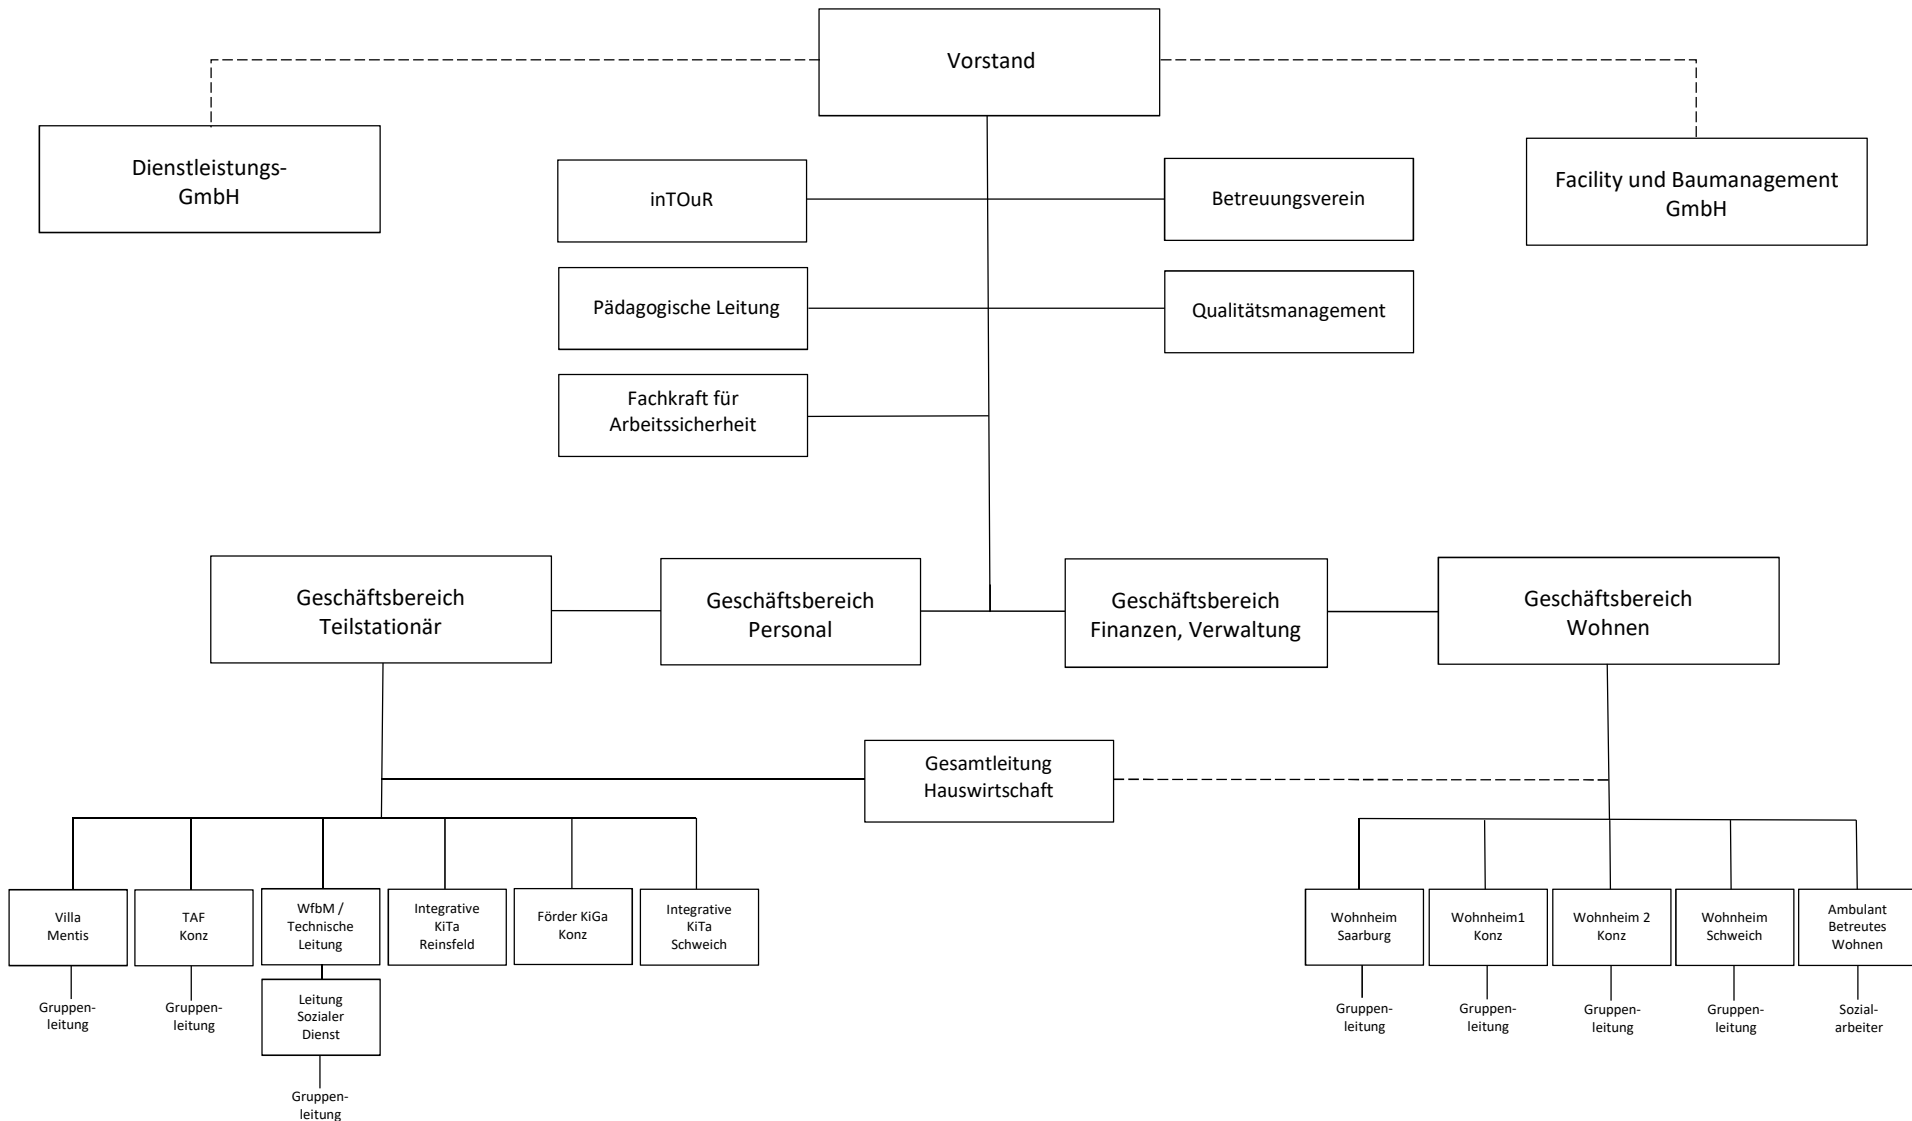 Vorstand
Dienstleistungs-
GmbH
Facility und Baumanagement
GmbH
inTOuR
Betreuungsverein
Pädagogische Leitung
Qualitätsmanagement
Fachkraft für
Arbeitssicherheit
Geschäftsbereich
Teilstationär
Geschäftsbereich
Personal
Geschäftsbereich
Finanzen, Verwaltung
Geschäftsbereich
Wohnen
Gesamtleitung
Hauswirtschaft
Villa
Mentis
TAF
Konz
WfbM /
Technische
Leitung
Integrative
KiTa
Reinsfeld
Förder KiGa
Konz
Integrative
KiTa
Schweich
Wohnheim
Saarburg
Wohnheim1
Konz
Wohnheim 2
Konz
Wohnheim
Schweich
Ambulant
Betreutes
Wohnen
Gruppen-
leitung
Gruppen-
leitung
Leitung
Sozialer
Dienst
Gruppen-
leitung
Gruppen-
leitung
Gruppen-
leitung
Gruppen-
leitung
Sozial-
arbeiter
Gruppen-
leitung